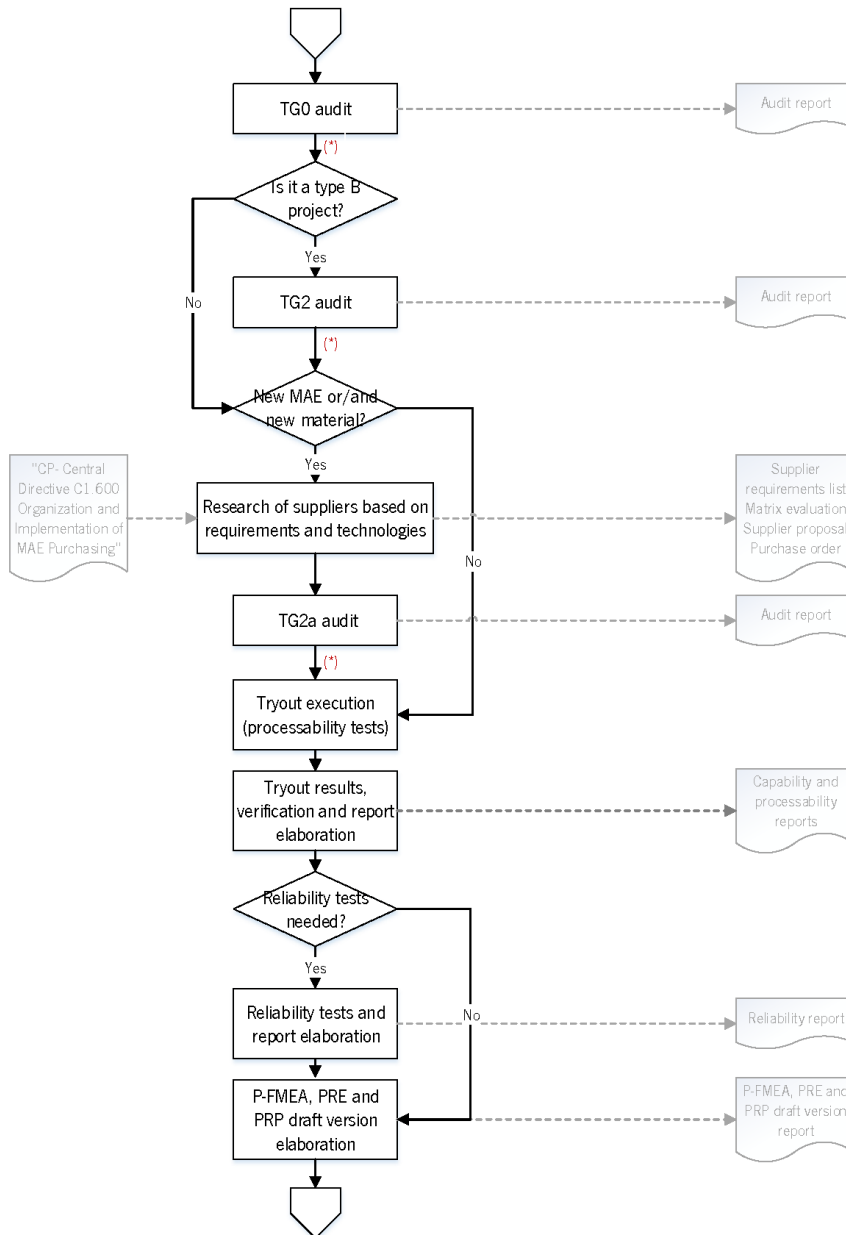 TG0 audit
Audit report
(*)
Is it a type B
project?
Yes
No
TG2 audit
Audit report
(*)
New MAE or/and
new material?
Yes
"CP- Central
Directive C1.600
Organization and
Implementation of
MAE Purchasing"
Research of suppliers based on
requirements and technologies
Supplier
requirements list
Matrix evaluation
Supplier proposal
Purchase order
No
TG2a audit
Audit report
(*)
Tryout execution
(processability tests)
Tryout results,
verification and report
elaboration
Capability and
processability
reports
Reliability tests
needed?
Yes
No
Reliability tests and
report elaboration
Reliability report
P-FMEA, PRE and
PRP draft version
elaboration
P-FMEA, PRE and
PRP draft version
report